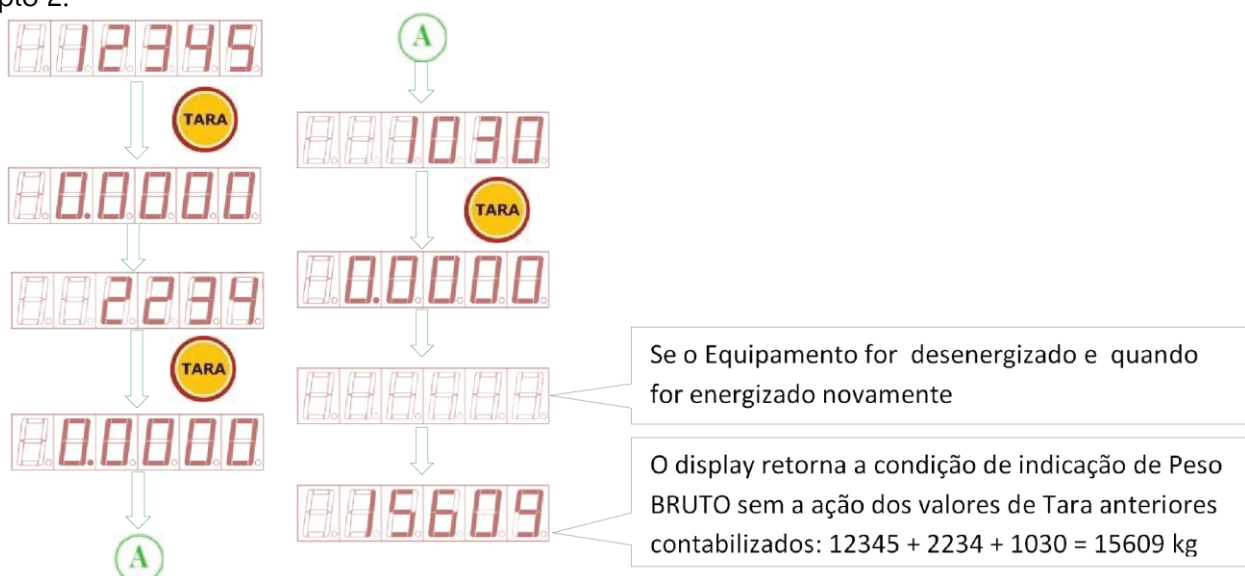 12345
TARA
0.0000
2234
TARA
0.0000
A
A
1030
TARA
0.0000
Se o Equipamento for desenergizado e quando
for energizado novamente
15609
O display retorna a condição de indicação de Peso
BRUTO sem a ação dos valores de Tara anteriores
contabilizados: 12345 + 2234 + 1030 = 15609 kg